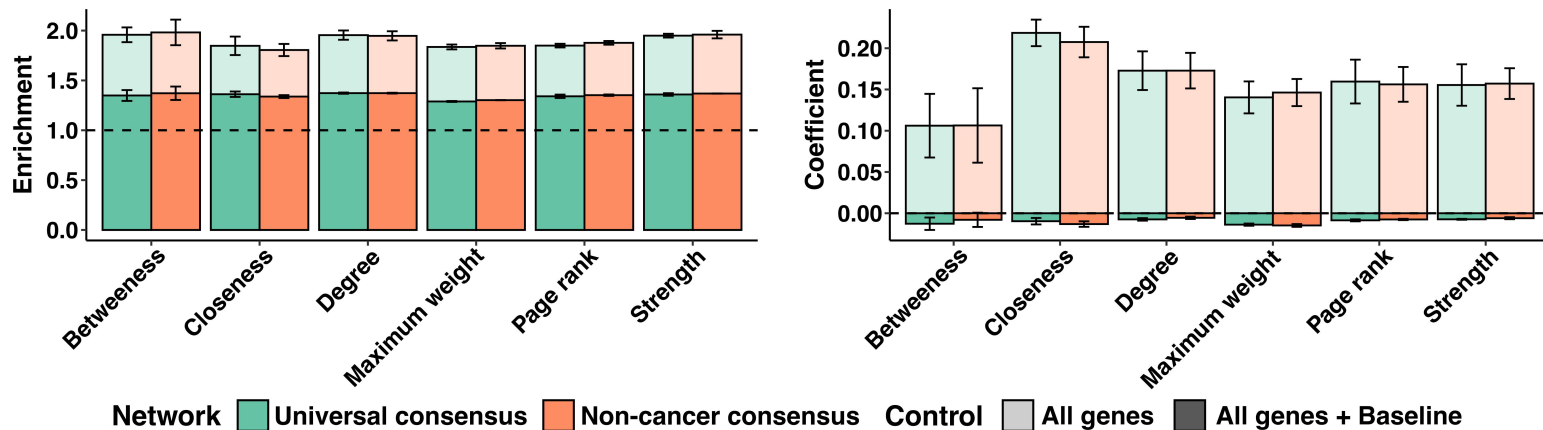 Enrichment
2.0
1.5
1.0
0.5
0.0
Betweeness
Closeness
Degree
Maximum weight
Page rank
Strength
Coefficient
0.20
0.15
0.10
0.05
0.00
Betweeness
Closeness
Degree
Maximum weight
Page rank
Strength
Network Universal consensus Non-cancer consensus Control All genes All genes + Baseline